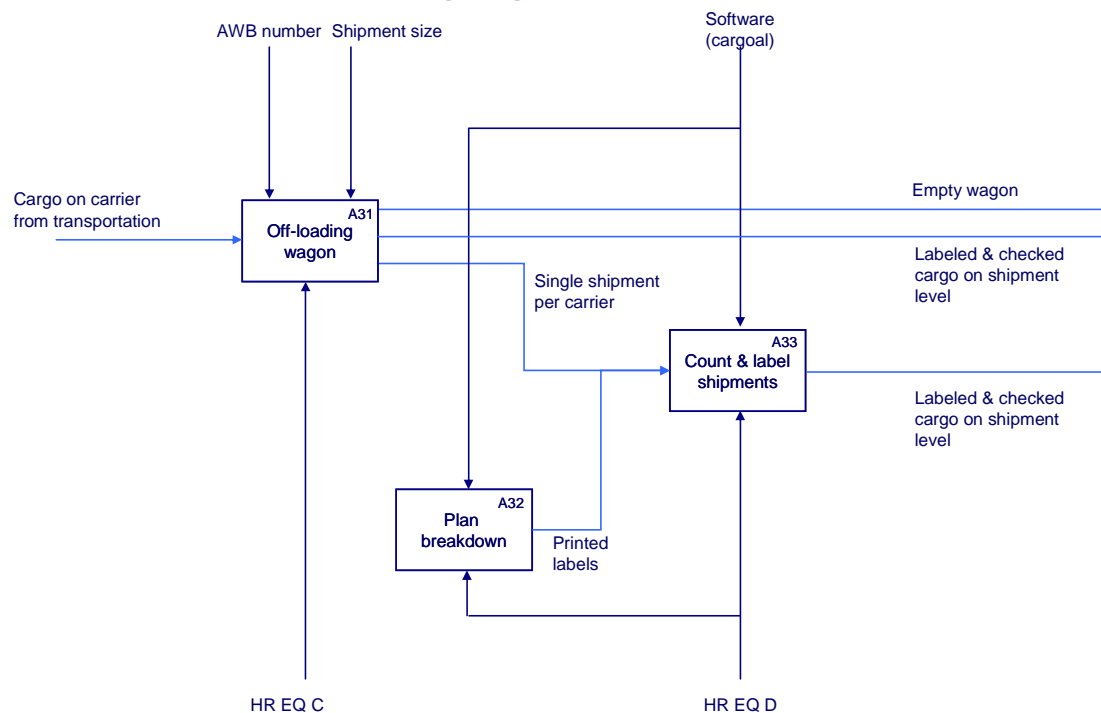 AWB number
Shipment size
Software
(cargoal)
Cargo on carrier
from transportation
A31
Off-loading
wagon
Empty wagon
Labeled & checked
cargo on shipment
level
Single shipment
per carrier
A33
Count & label
shipments
Labeled & checked
cargo on shipment
level
A32
Plan
breakdown
Printed
labels
HR EQ C
HR EQ D